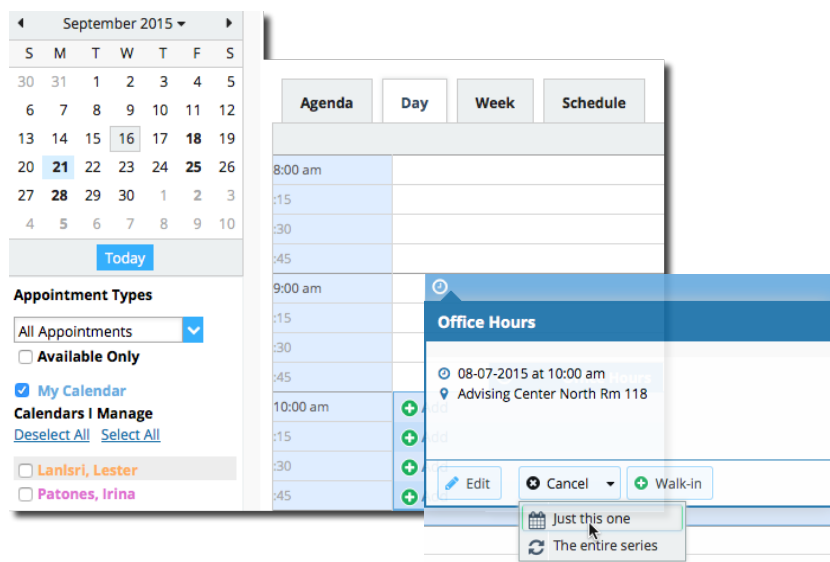 September 2015
S M T W T F S
30 31 1 2 3 4 5
6 7 8 9 10 11 12
13 14 15 16 17 18 19
20 21 22 23 24 25 26
27 28 29 30 1 2 3
4 5 6 7 8 9 10
Today
Appointment Types
All Appointments
Available Only
My Calendar
Calendars I Manage
Deselect All Select All
LanIsri, Lester
Patones, Irina
Agenda Day Week Schedule
8:00 am
:15
:30
:45
9:00 am
:15
:30
:45
10:00 am Add
:15 Add
:30
:45
Office Hours
08-07-2015 at 10:00 am
Advising Center North Rm 118
Hours
Edit Cancel Walk-in
Just this one
The entire series